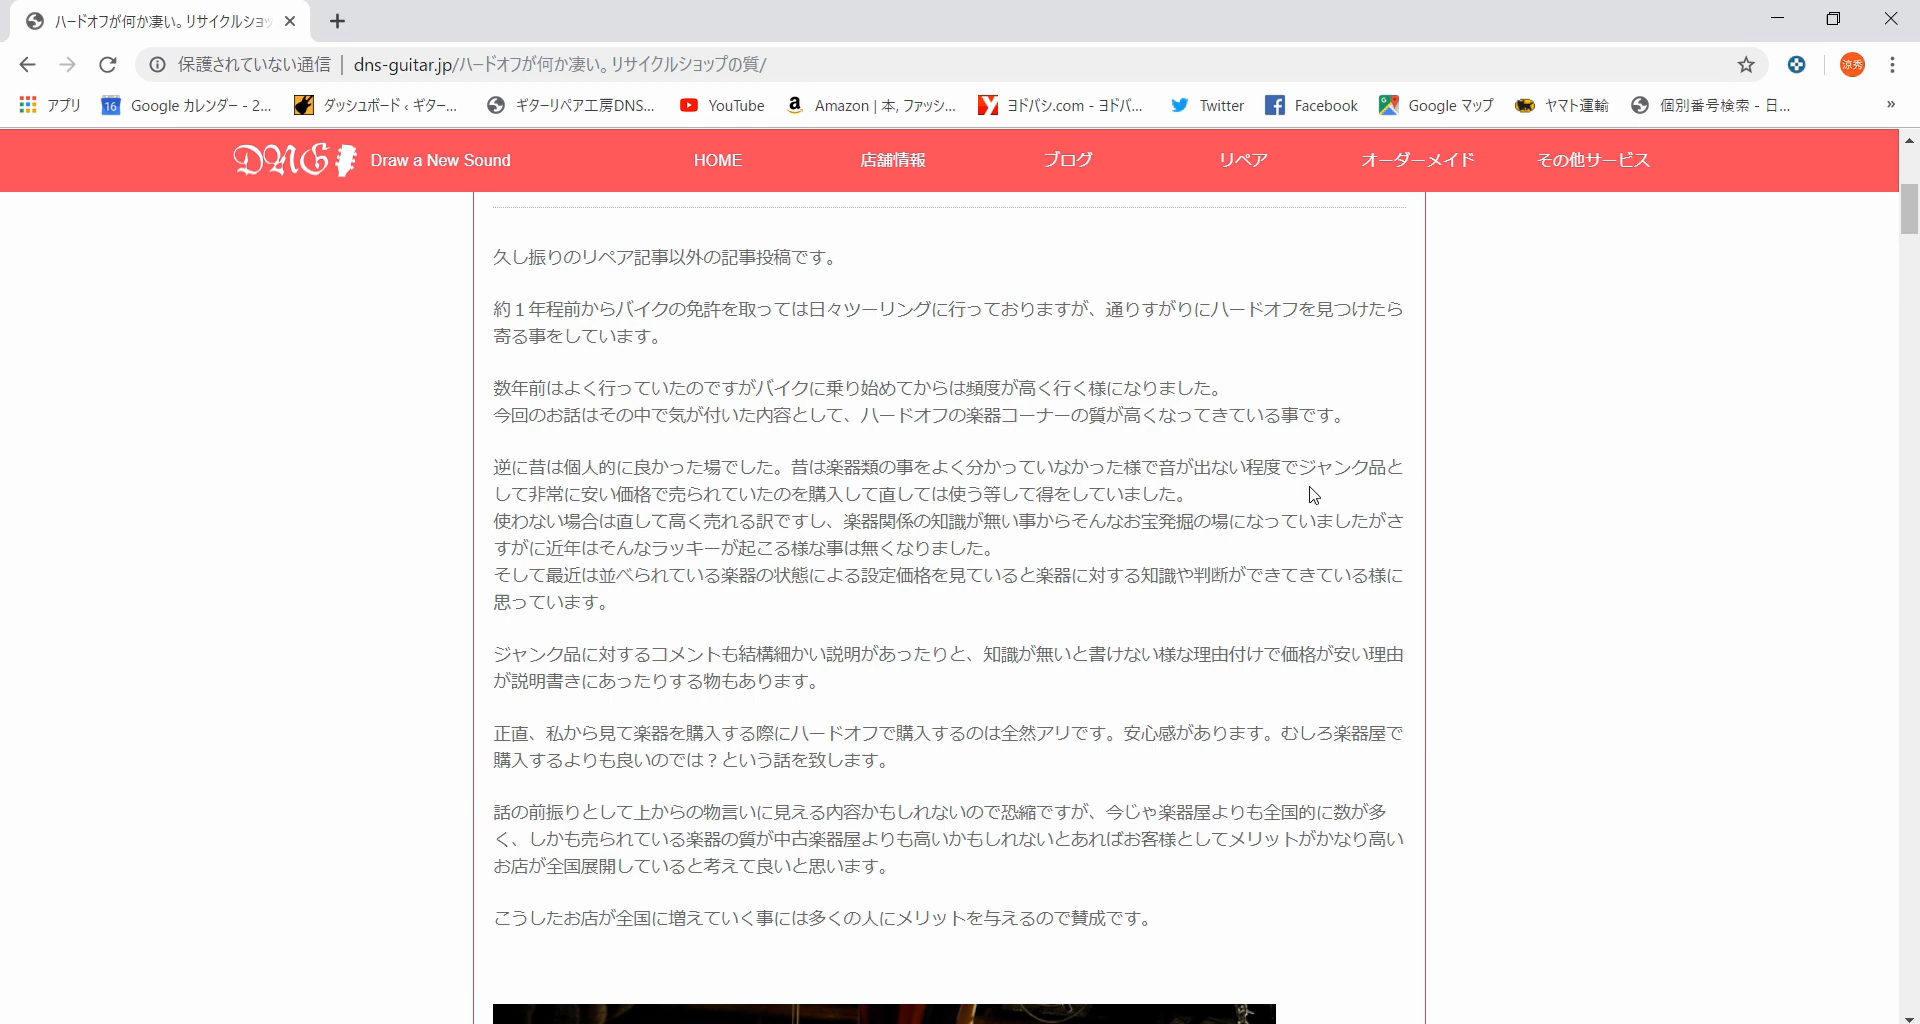 ハードオフが何か凄い。リサイクルショッ
保護されていない通信 | dns-guitar.jp/ハードオフが何か凄い。リサイクルショップの質/
涼秀
アプリ 16 Google カレンダー - 2... ダッシュボード ‹ ギター... ギターリペア工房DNS... YouTube Amazon | 本, ファッシ... ヨドバシ.com - ヨドバ... Twitter Facebook Google マップ ヤマト運輸 個別番号検索 - 日... »
DNG Draw a New Sound HOME 店舗情報 ブログ リペア オーダーメイド その他サービス
久し振りのリペア記事以外の記事投稿です。
約１年程前からバイクの免許を取っては日々ツーリングに行っておりますが、通りすがりにハードオフを見つけたら
寄る事をしています。
数年前はよく行っていたのですがバイクに乗り始めてからは頻度が高く行く様になりました。
今回のお話はその中で気が付いた内容として、ハードオフの楽器コーナーの質が高くなってきている事です。
逆に昔は個人的に良かった場でした。昔は楽器類の事をよく分かっていなかった様で音が出ない程度でジャンク品と
して非常に安い価格で売られていたのを購入して直しては使う等して得をしていました。
使わない場合は直して高く売れる訳ですし、楽器関係の知識が無い事からそんなお宝発掘の場になっていましたがさ
すがに近年はそんなラッキーが起こる様な事は無くなりました。
そして最近は並べられている楽器の状態による設定価格を見ていると楽器に対する知識や判断ができてきている様に
思っています。
ジャンク品に対するコメントも結構細かい説明があったりと、知識が無いと書けない様な理由付けで価格が安い理由
が説明書きにあったりする物もあります。
正直、私から見て楽器を購入する際にハードオフで購入するのは全然アリです。安心感があります。むしろ楽器屋で
購入するよりも良いのでは？という話を致します。
話の前振りとして上からの物言いに見える内容かもしれないので恐縮ですが、今じゃ楽器屋よりも全国的に数が多
く、しかも売られている楽器の質が中古楽器屋よりも高いかもしれないとあればお客様としてメリットがかなり高い
お店が全国展開していると考えて良いと思います。
こうしたお店が全国に増えていく事には多くの人にメリットを与えるので賛成です。